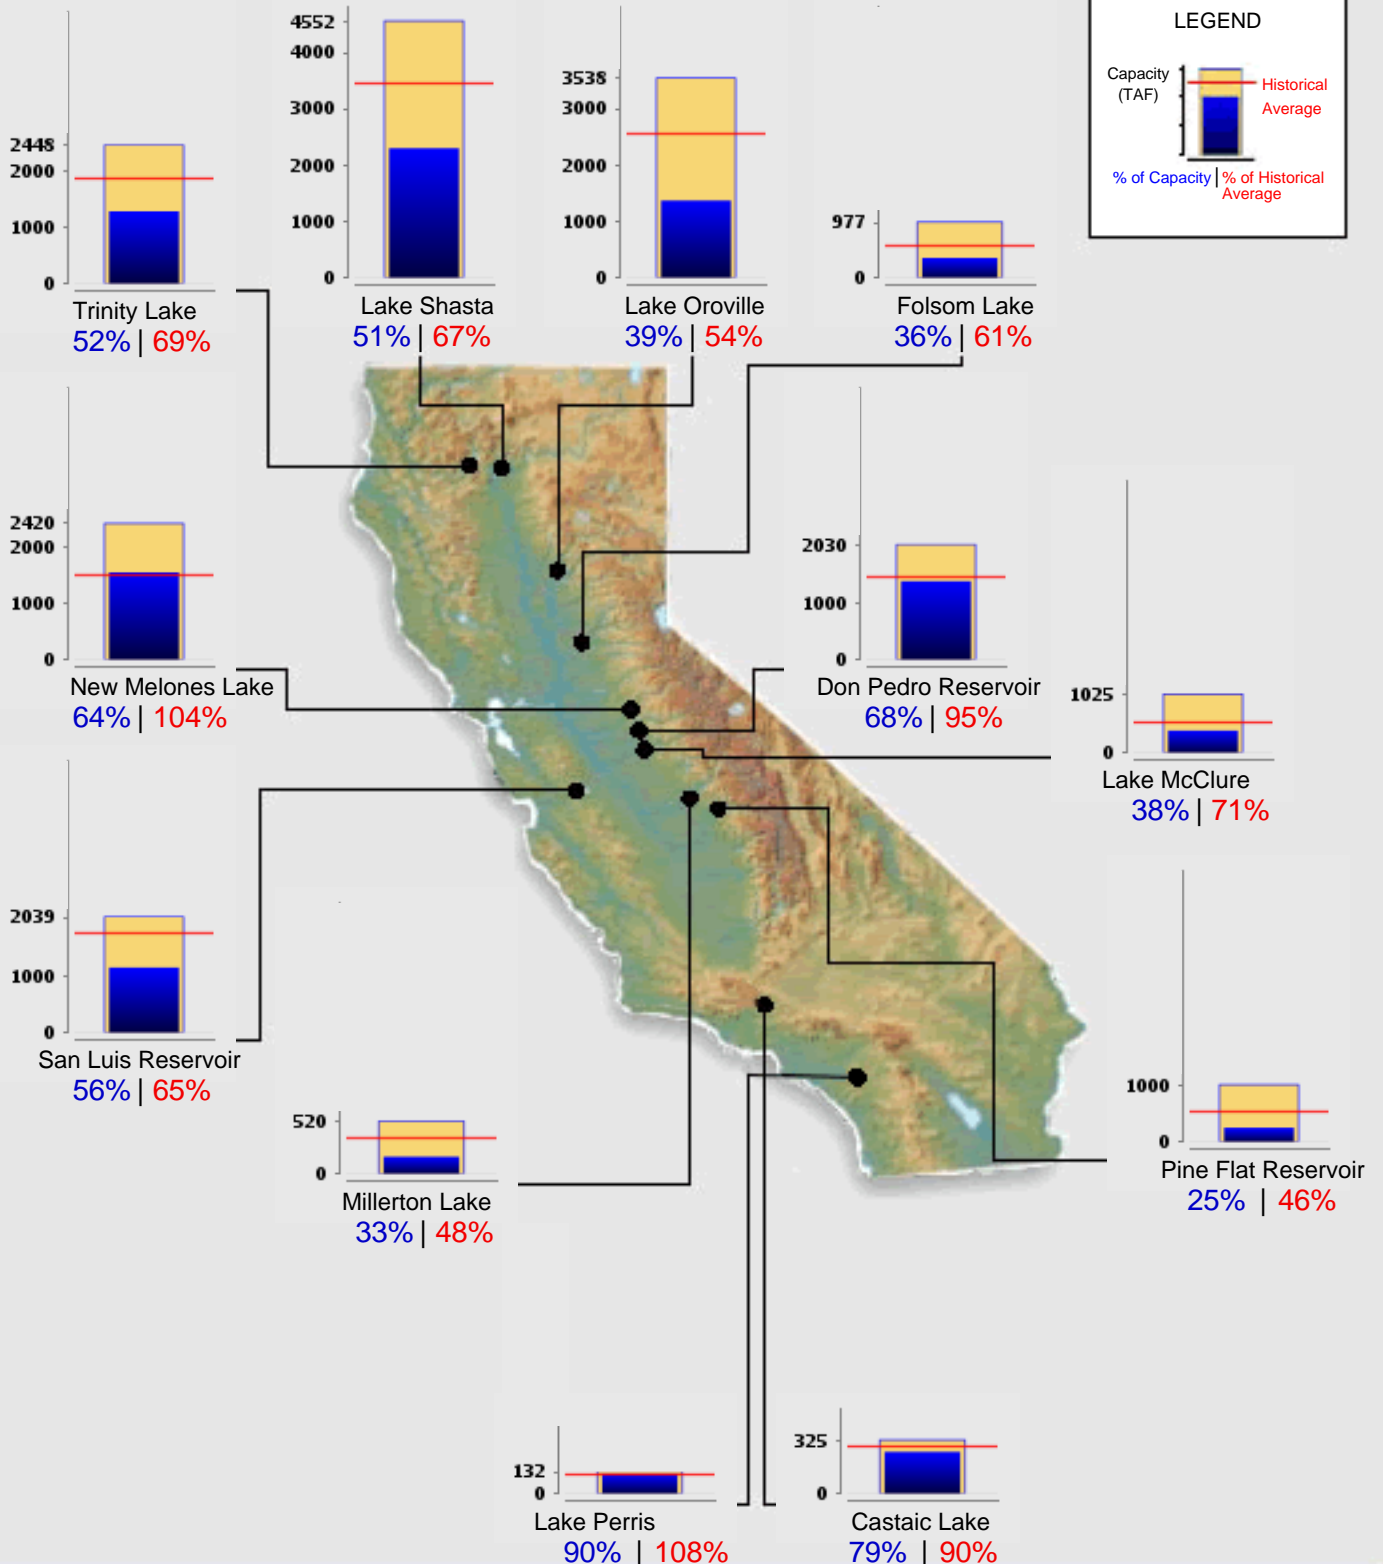 LEGEND
Capacity
(TAF)
Historical
Average
% of Capacity | % of Historical
Average
2448
2000
1000
0
Trinity Lake
52% | 69%
4552
4000
3000
2000
1000
0
Lake Shasta
51% | 67%
3538
3000
2000
1000
0
Lake Oroville
39% | 54%
977
0
Folsom Lake
36% | 61%
2420
2000
1000
0
New Melones Lake
64% | 104%
2030
1000
0
Don Pedro Reservoir
68% | 95%
1025
0
Lake McClure
38% | 71%
2039
1000
0
San Luis Reservoir
56% | 65%
520
0
Millerton Lake
33% | 48%
1000
0
Pine Flat Reservoir
25% | 46%
132
0
Lake Perris
90% | 108%
325
0
Castaic Lake
79% | 90%